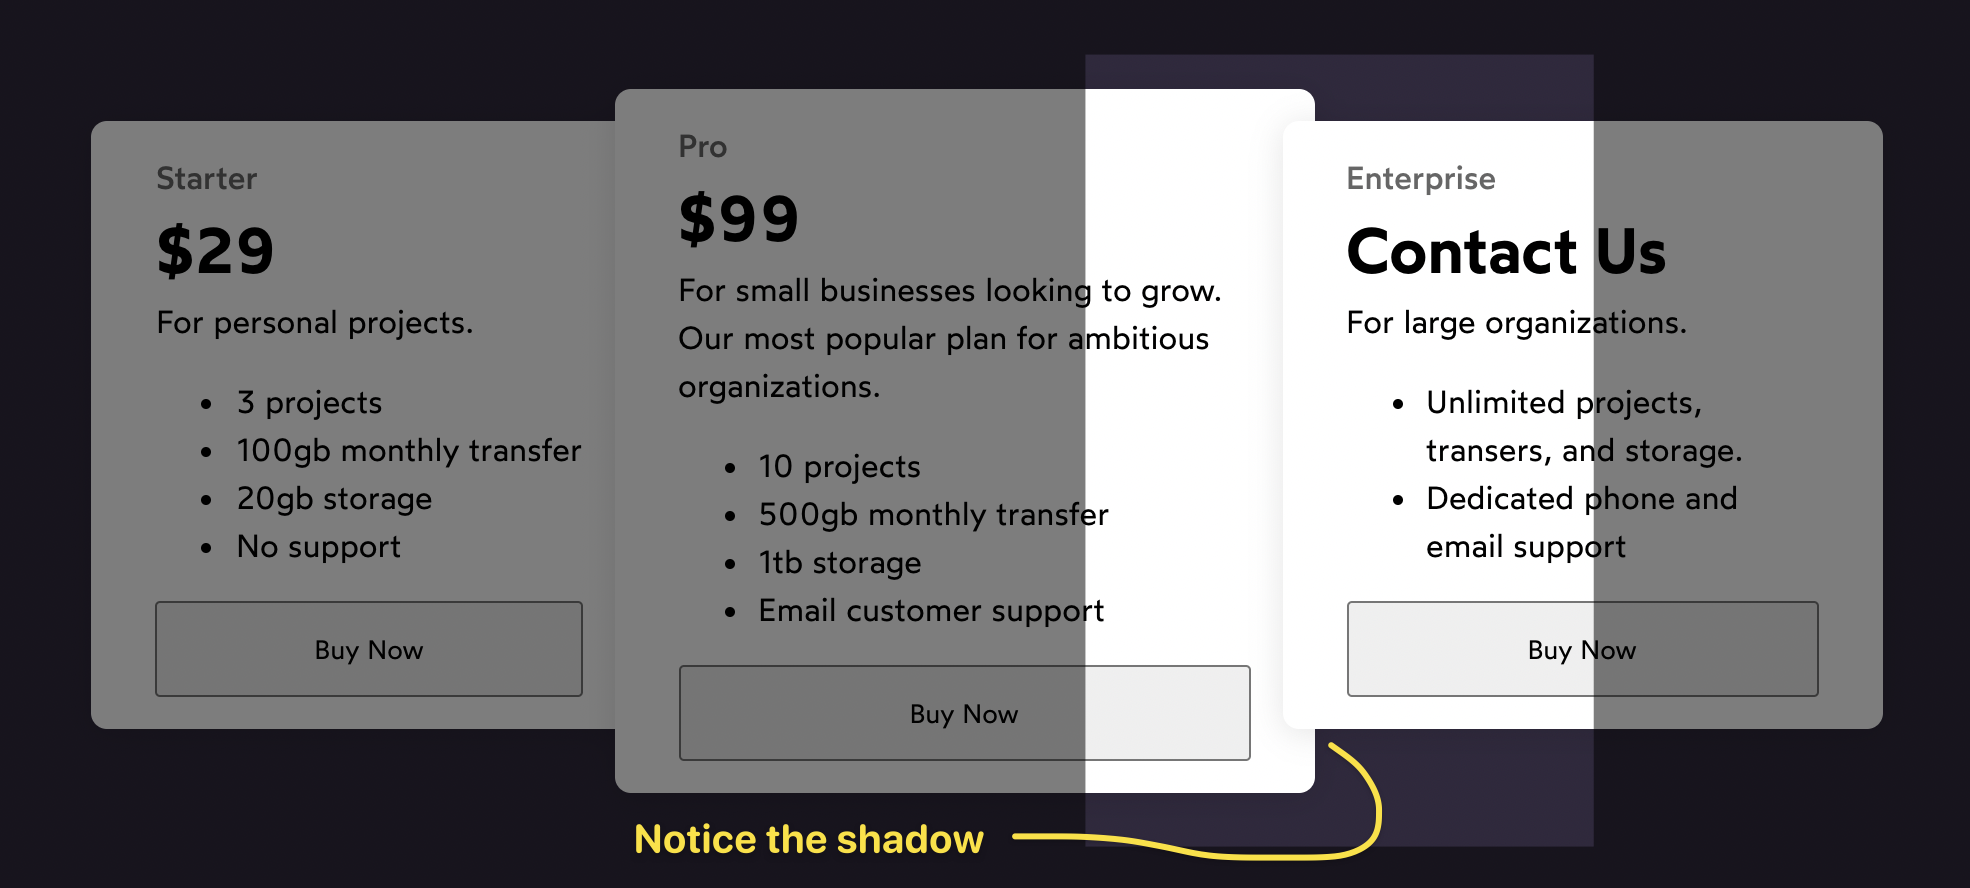 Starter
$29
For personal projects.
• 3 projects
• 100gb monthly transfer
• 20gb storage
• No support
Buy Now
Pro
$99
For small businesses looking to grow.
Our most popular plan for ambitious
organizations.
• 10 projects
• 500gb monthly transfer
• 1tb storage
• Email customer support
Buy Now
Enterprise
Contact Us
For large organizations.
• Unlimited projects,
transers, and storage.
• Dedicated phone and
email support
Buy Now
Notice the shadow